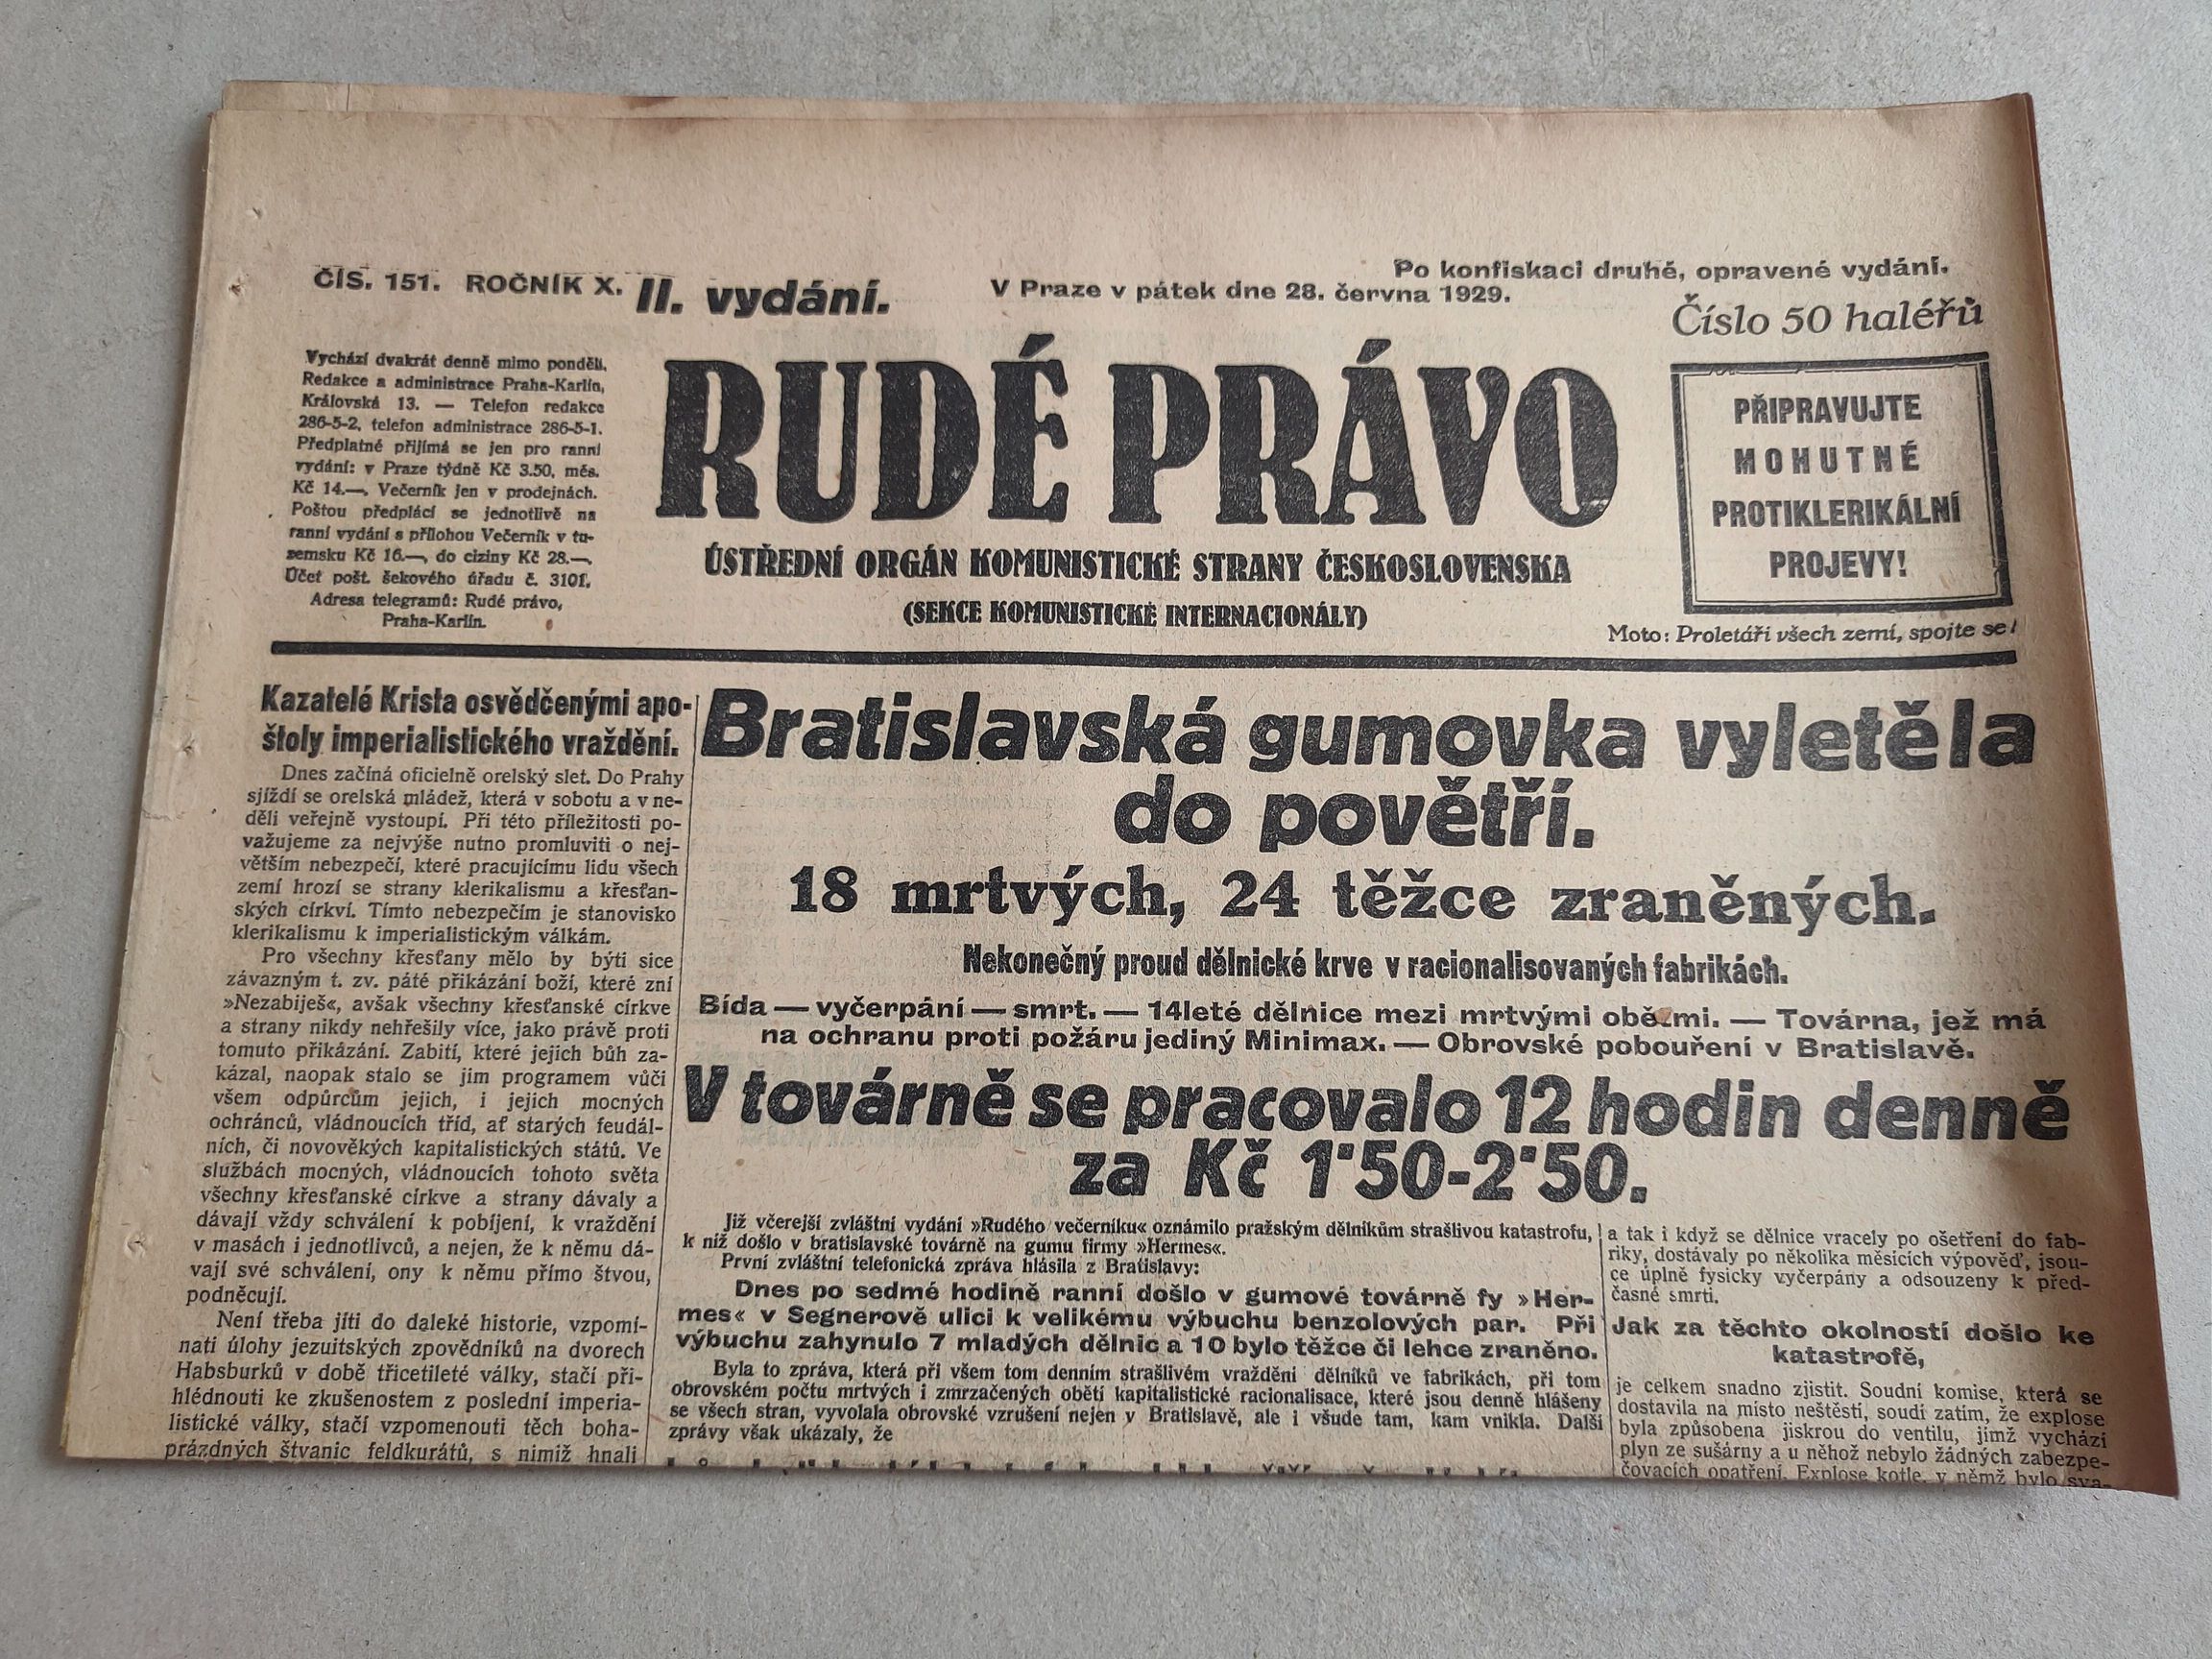 ČÍS. 151. ROČNÍK X. II. vydání.
V Praze v pátek dne 28. června 1929.
Po konfiskaci druhé, opravené vydání.
Číslo 50 haléřů
Vychází dvakrát denně mimo pondělí.
Redakce a administrace Praha-Karlín,
Královská 13. — Telefon redakce
286-5-2, telefon administrace 286-5-1.
Předplatné přijímá se jen pro ranní
vydání: v Praze týdně Kč 3.50, měs.
Kč 14.—, Večerník jen v prodejnách.
Poštou předplácí se jednotlivě na
ranní vydání s přílohou Večerník v tu-
zemsku Kč 16.—, do ciziny Kč 28.—,
Účet pošt. šekového úřadu č. 3101.
Adresa telegramů: Rudé právo,
Praha-Karlín.
RUDÉ PRÁVO
ÚSTŘEDNÍ ORGÁN KOMUNISTICKÉ STRANY ČESKOSLOVENSKA
(SEKCE KOMUNISTICKÉ INTERNACIONÁLY)
PŘIPRAVUJTE
MOHUTNÉ
PROTIKLERIKÁLNÍ
PROJEVY!
Moto: Proletáři všech zemí, spojte se!
Kazatelé Krista osvědčenými apo-
štoly imperialistického vraždění.
Dnes začíná oficielně orelský slet. Do Prahy
sjíždí se orelská mládež, která v sobotu a v ne-
děli veřejně vystoupí. Při této příležitosti po-
važujeme za nejvýše nutno promluviti o nej-
větším nebezpečí, které pracujícímu lidu všech
zemí hrozí se strany klerikalismu a křesťan-
ských církví. Tímto nebezpečím je stanovisko
klerikalismu k imperialistickým válkám.
Pro všechny křesťany mělo by býti sice
závazným t. zv. páté přikázání boží, které zní
»Nezabiješ«, avšak všechny křesťanské církve
a strany nikdy nehřešily více, jako právě proti
tomuto přikázání. Zabití, které jejich bůh za-
kázal, naopak stalo se jim programem vůči
všem odpůrcům jejich, i jejich mocných
ochránců, vládnoucích tříd, ať starých feudál-
ních, či novověkých kapitalistických států. Ve
službách mocných, vládnoucích tohoto světa
všechny křesťanské církve a strany dávaly a
dávají vždy schválení k pobíjení, k vraždění
v masách i jednotlivců, a nejen, že k němu dá-
vají své schválení, ony k němu přímo štvou,
podněcují.
Není třeba jíti do daleké historie, vzpomí-
nati úlohy jezuitských zpovědníků na dvorech
Habsburků v době třicetileté války, stačí při-
hlédnouti ke zkušenostem z poslední imperia-
listické války, stačí vzpomenouti těch boha-
prázdných štvanic feldkurátů, s nimiž hnali
Bratislavská gumovka vyletěla
do povětří.
18 mrtvých, 24 těžce zraněných.
Nekonečný proud dělnické krve v racionalisovaných fabrikách.
Bída — vyčerpání — smrt. — 14leté dělnice mezi mrtvými oběťmi. — Továrna, jež má
na ochranu proti požáru jediný Minimax. — Obrovské pobouření v Bratislavě.
V továrně se pracovalo 12 hodin denně
za Kč 1˙50-2˙50.
Již včerejší zvláštní vydání »Rudého večerníku« oznámilo pražským dělníkům strašlivou katastrofu,
k níž došlo v bratislavské továrně na gumu firmy »Hermes«.
První zvláštní telefonická zpráva hlásila z Bratislavy:
Dnes po sedmé hodině ranní došlo v gumové továrně fy »Her-
mes« v Segnerově ulici k velikému výbuchu benzolových par. Při
výbuchu zahynulo 7 mladých dělnic a 10 bylo těžce či lehce zraněno.
Byla to zpráva, která při všem tom denním strašlivém vraždění dělníků ve fabrikách, při tom
obrovském počtu mrtvých i zmrzačených obětí kapitalistické racionalisace, které jsou denně hlášeny
se všech stran, vyvolala obrovské vzrušení nejen v Bratislavě, ale i všude tam, kam vnikla. Další
zprávy však ukázaly, že
a tak i když se dělnice vracely po ošetření do fab-
riky, dostávaly po několika měsících výpověď, jsou-
ce úplně fysicky vyčerpány a odsouzeny k před-
časné smrti.
Jak za těchto okolností došlo ke
katastrofě,
je celkem snadno zjistit. Soudní komise, která se
dostavila na místo neštěstí, soudí zatím, že explose
byla způsobena jiskrou do ventilu, jímž vychází
plyn ze sušárny a u něhož nebylo žádných zabezpe-
čovacích opatření. Explose kotle, v němž bylo sva-